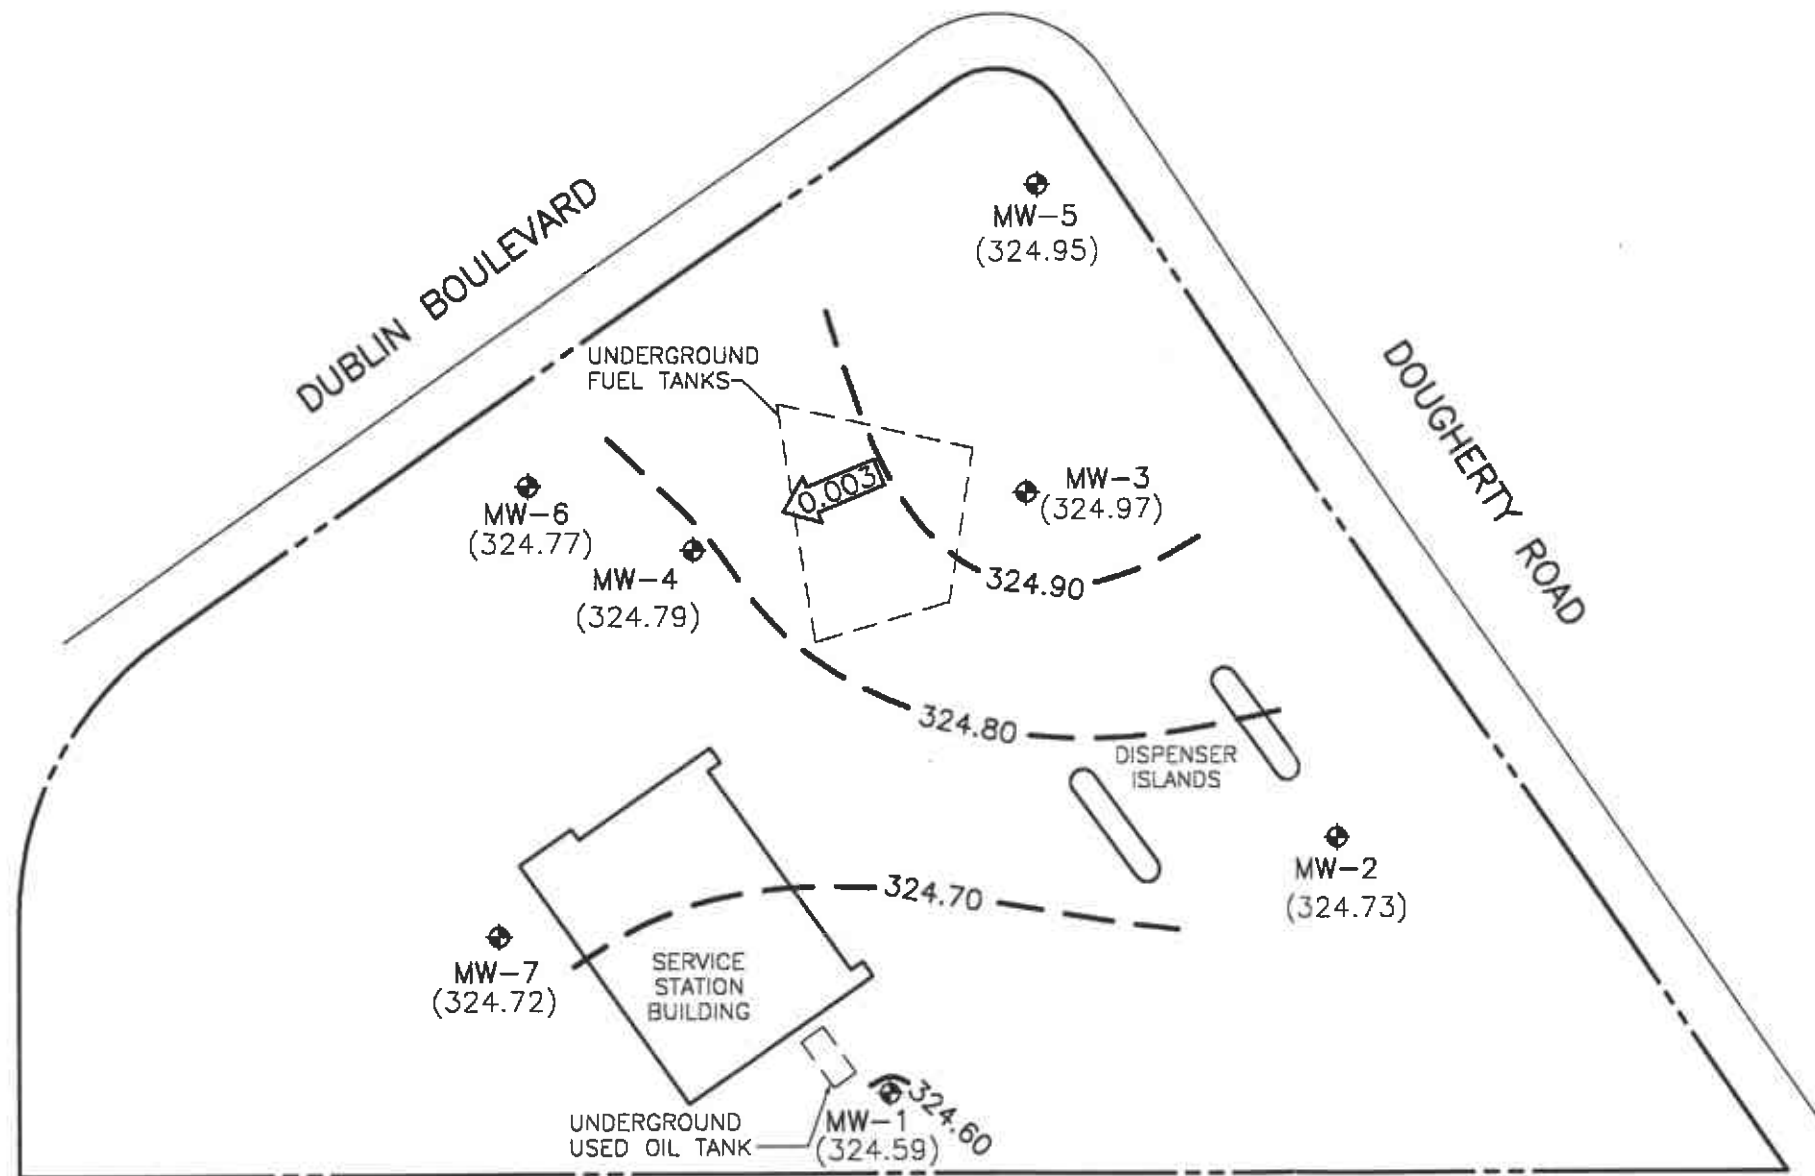 DUBLIN BOULEVARD
DOUGHERTY ROAD
MW-5
(324.95)
UNDERGROUND
FUEL TANKS
0.003
MW-3
(324.97)
MW-6
(324.77)
MW-4
(324.79)
324.90
324.80
DISPENSER
ISLANDS
MW-2
(324.73)
324.70
MW-7
(324.72)
SERVICE
STATION
BUILDING
324.60
UNDERGROUND
USED OIL TANK
MW-1
(324.59)